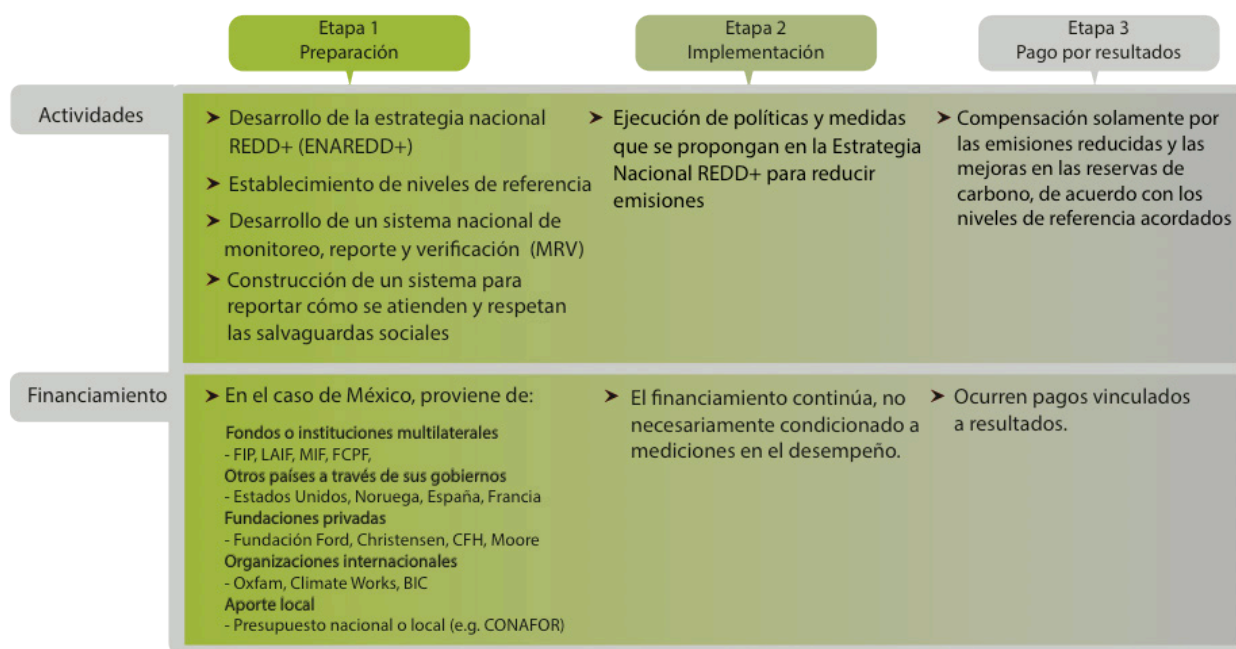 Etapa 1
Preparación
Etapa 2
Implementación
Etapa 3
Pago por resultados
Actividades
➤ Desarrollo de la estrategia nacional
REDD+ (ENAREDD+)
➤ Establecimiento de niveles de referencia
➤ Desarrollo de un sistema nacional de
monitoreo, reporte y verificación (MRV)
➤ Construcción de un sistema para
reportar cómo se atienden y respetan
las salvaguardas sociales
➤ Ejecución de políticas y medidas
que se propongan en la Estrategia
Nacional REDD+ para reducir
emisiones
➤ Compensación solamente por
las emisiones reducidas y las
mejoras en las reservas de
carbono, de acuerdo con los
niveles de referencia acordados
Financiamiento
➤ En el caso de México, proviene de:
Fondos o instituciones multilaterales
- FIP, LAIF, MIF, FCPF,
Otros países a través de sus gobiernos
- Estados Unidos, Noruega, España, Francia
Fundaciones privadas
- Fundación Ford, Christensen, CFH, Moore
Organizaciones internacionales
- Oxfam, Climate Works, BIC
Aporte local
- Presupuesto nacional o local (e.g. CONAFOR)
➤ El financiamiento continúa, no
necesariamente condicionado a
mediciones en el desempeño.
➤ Ocurren pagos vinculados
a resultados.